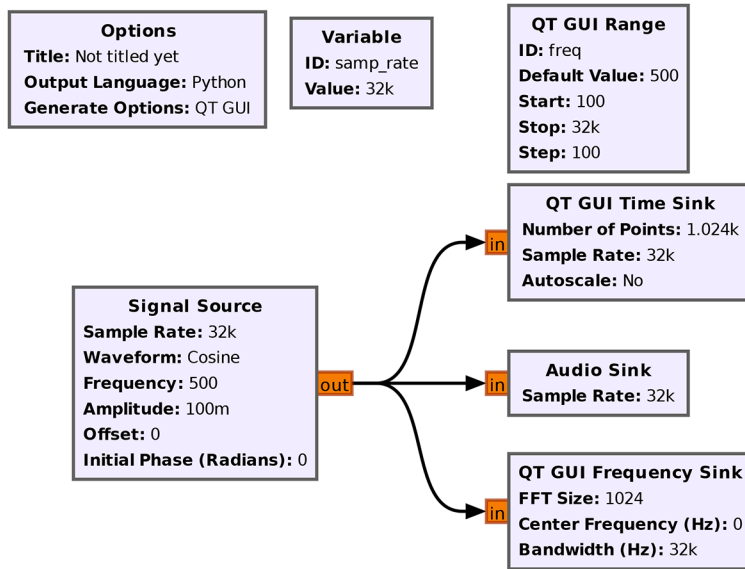 Options
Title: Not titled yet
Output Language: Python
Generate Options: QT GUI
Variable
ID: samp_rate
Value: 32k
QT GUI Range
ID: freq
Default Value: 500
Start: 100
Stop: 32k
Step: 100
Signal Source
Sample Rate: 32k
Waveform: Cosine
Frequency: 500
Amplitude: 100m
Offset: 0
Initial Phase (Radians): 0
out
in
QT GUI Time Sink
Number of Points: 1.024k
Sample Rate: 32k
Autoscale: No
in
Audio Sink
Sample Rate: 32k
in
QT GUI Frequency Sink
FFT Size: 1024
Center Frequency (Hz): 0
Bandwidth (Hz): 32k